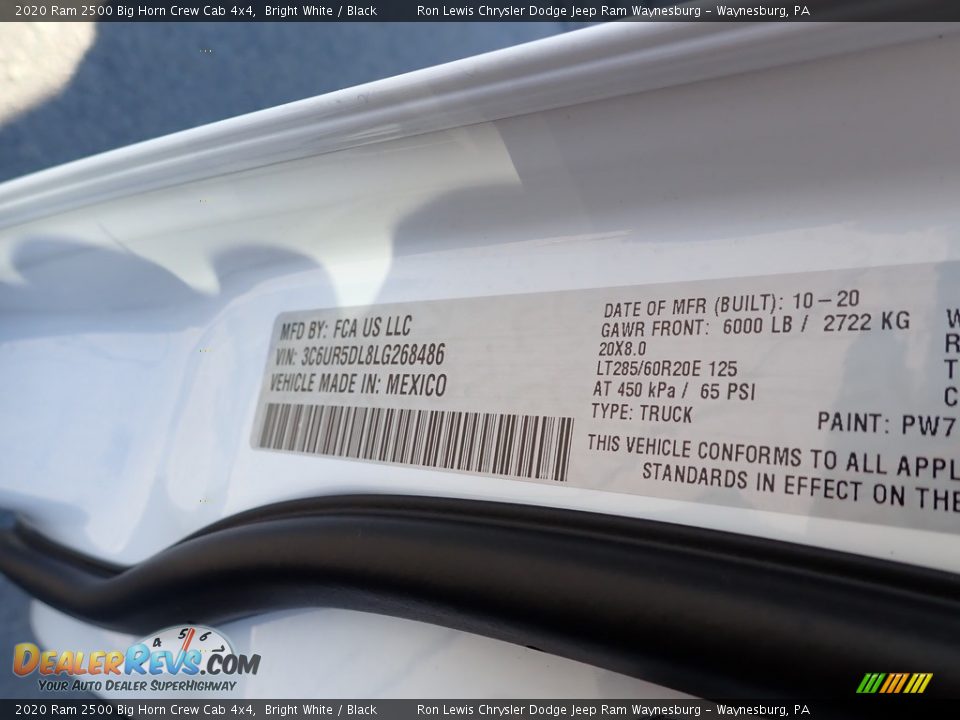 2020 Ram 2500 Big Horn Crew Cab 4x4,  Bright White / Black        Ron Lewis Chrysler Dodge Jeep Ram Waynesburg - Waynesburg, PA
MFD BY: FCA US LLC
VIN: 3C6UR5DL8LG268486
VEHICLE MADE IN: MEXICO
DATE OF MFR (BUILT): 10-20
GAWR FRONT: 6000 LB / 2722 KG
20X8.0
LT285/60R20E 125
AT 450 kPa / 65 PSI
TYPE: TRUCK
PAINT: PW7
THIS VEHICLE CONFORMS TO ALL APPL
STANDARDS IN EFFECT ON THE
W
R
T
C
4 5 6
DealerRevs.com
Your Auto Dealer SuperHighway
2020 Ram 2500 Big Horn Crew Cab 4x4,  Bright White / Black        Ron Lewis Chrysler Dodge Jeep Ram Waynesburg - Waynesburg, PA